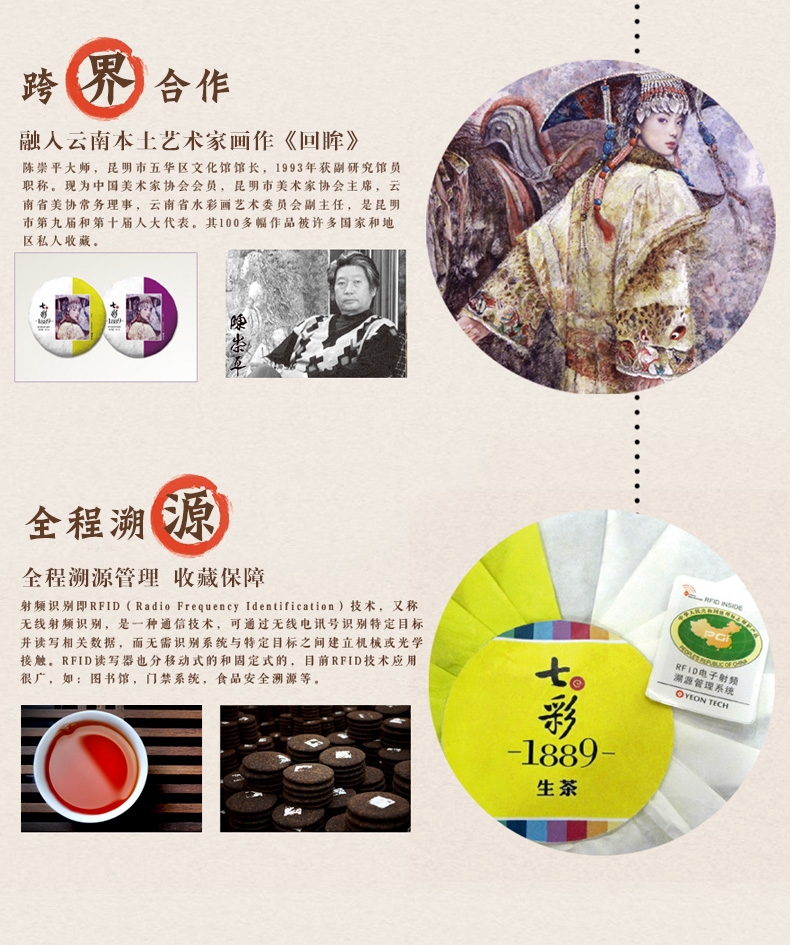 跨界合作
融入云南本土艺术家画作《回眸》
陈崇平大师，昆明市五华区文化馆馆长，1993年获副研究馆员
职称。现为中国美术家协会会员，昆明市美术家协会主席，云
南省美协常务理事，云南省水彩画艺术委员会副主任，是昆明
市第九届和第十届人大代表。其100多幅作品被许多国家和地
区私人收藏。
七彩
-1889-
七彩
-1889-
陳崇平
全程溯源
全程溯源管理 收藏保障
射频识别即RFID（Radio Frequency Identification）技术，又称
无线射频识别，是一种通信技术，可通过无线电讯号识别特定目标
并读写相关数据，而无需识别系统与特定目标之间建立机械或光学
接触。RFID读写器也分移动式的和固定式的，目前RFID技术应用
很广，如：图书馆，门禁系统，食品安全溯源等。
RFID INSIDE
PGI
PEOPLE'S REPUBLIC OF CHINA
RFID电子射频
溯源管理系统
YEON TECH
七彩
-1889-
生茶